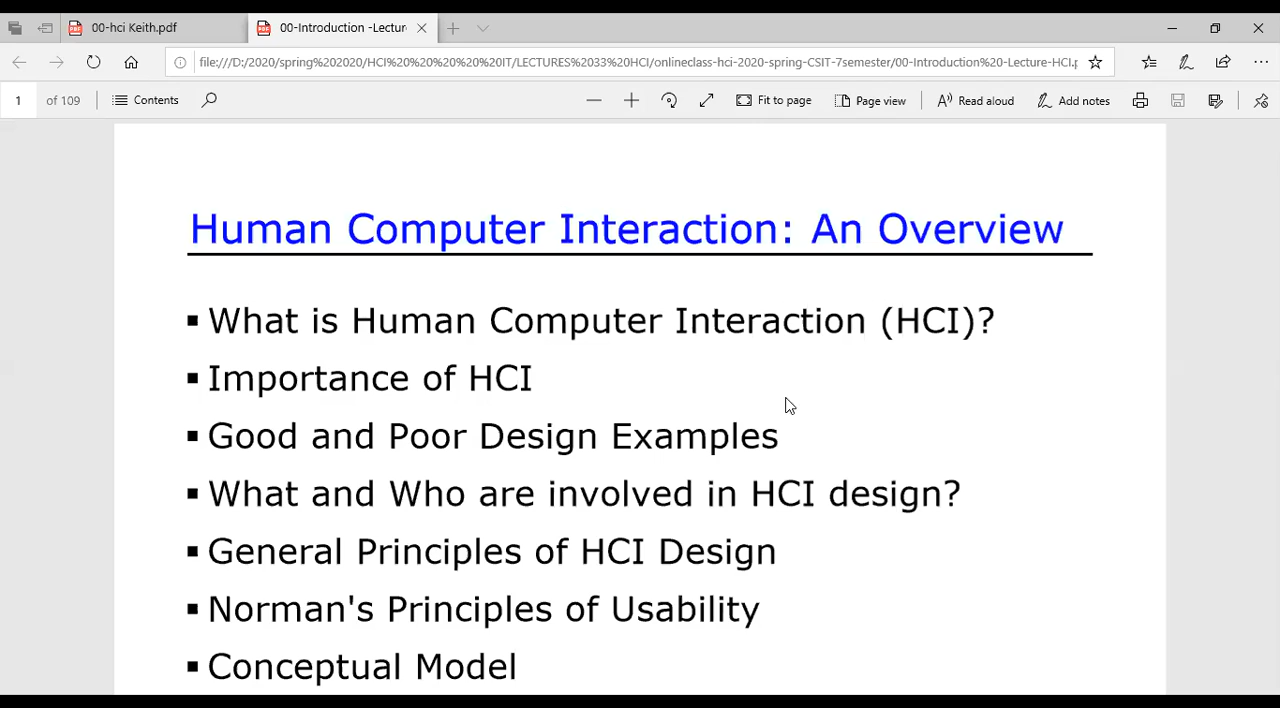 00-hci Keith.pdf
00-Introduction -Lectur
file:///D:/2020/spring%202020/HCI%20%20%20%20%20IT/LECTURES%2033%20HCI/onlineclass-hci-2020-spring-CSIT-7semester/00-Introduction%20-Lecture-HCI.p
1 of 109 Contents Fit to page Page view Read aloud Add notes
Human Computer Interaction: An Overview
▪ What is Human Computer Interaction (HCI)?
▪ Importance of HCI
▪ Good and Poor Design Examples
▪ What and Who are involved in HCI design?
▪ General Principles of HCI Design
▪ Norman's Principles of Usability
▪ Conceptual Model